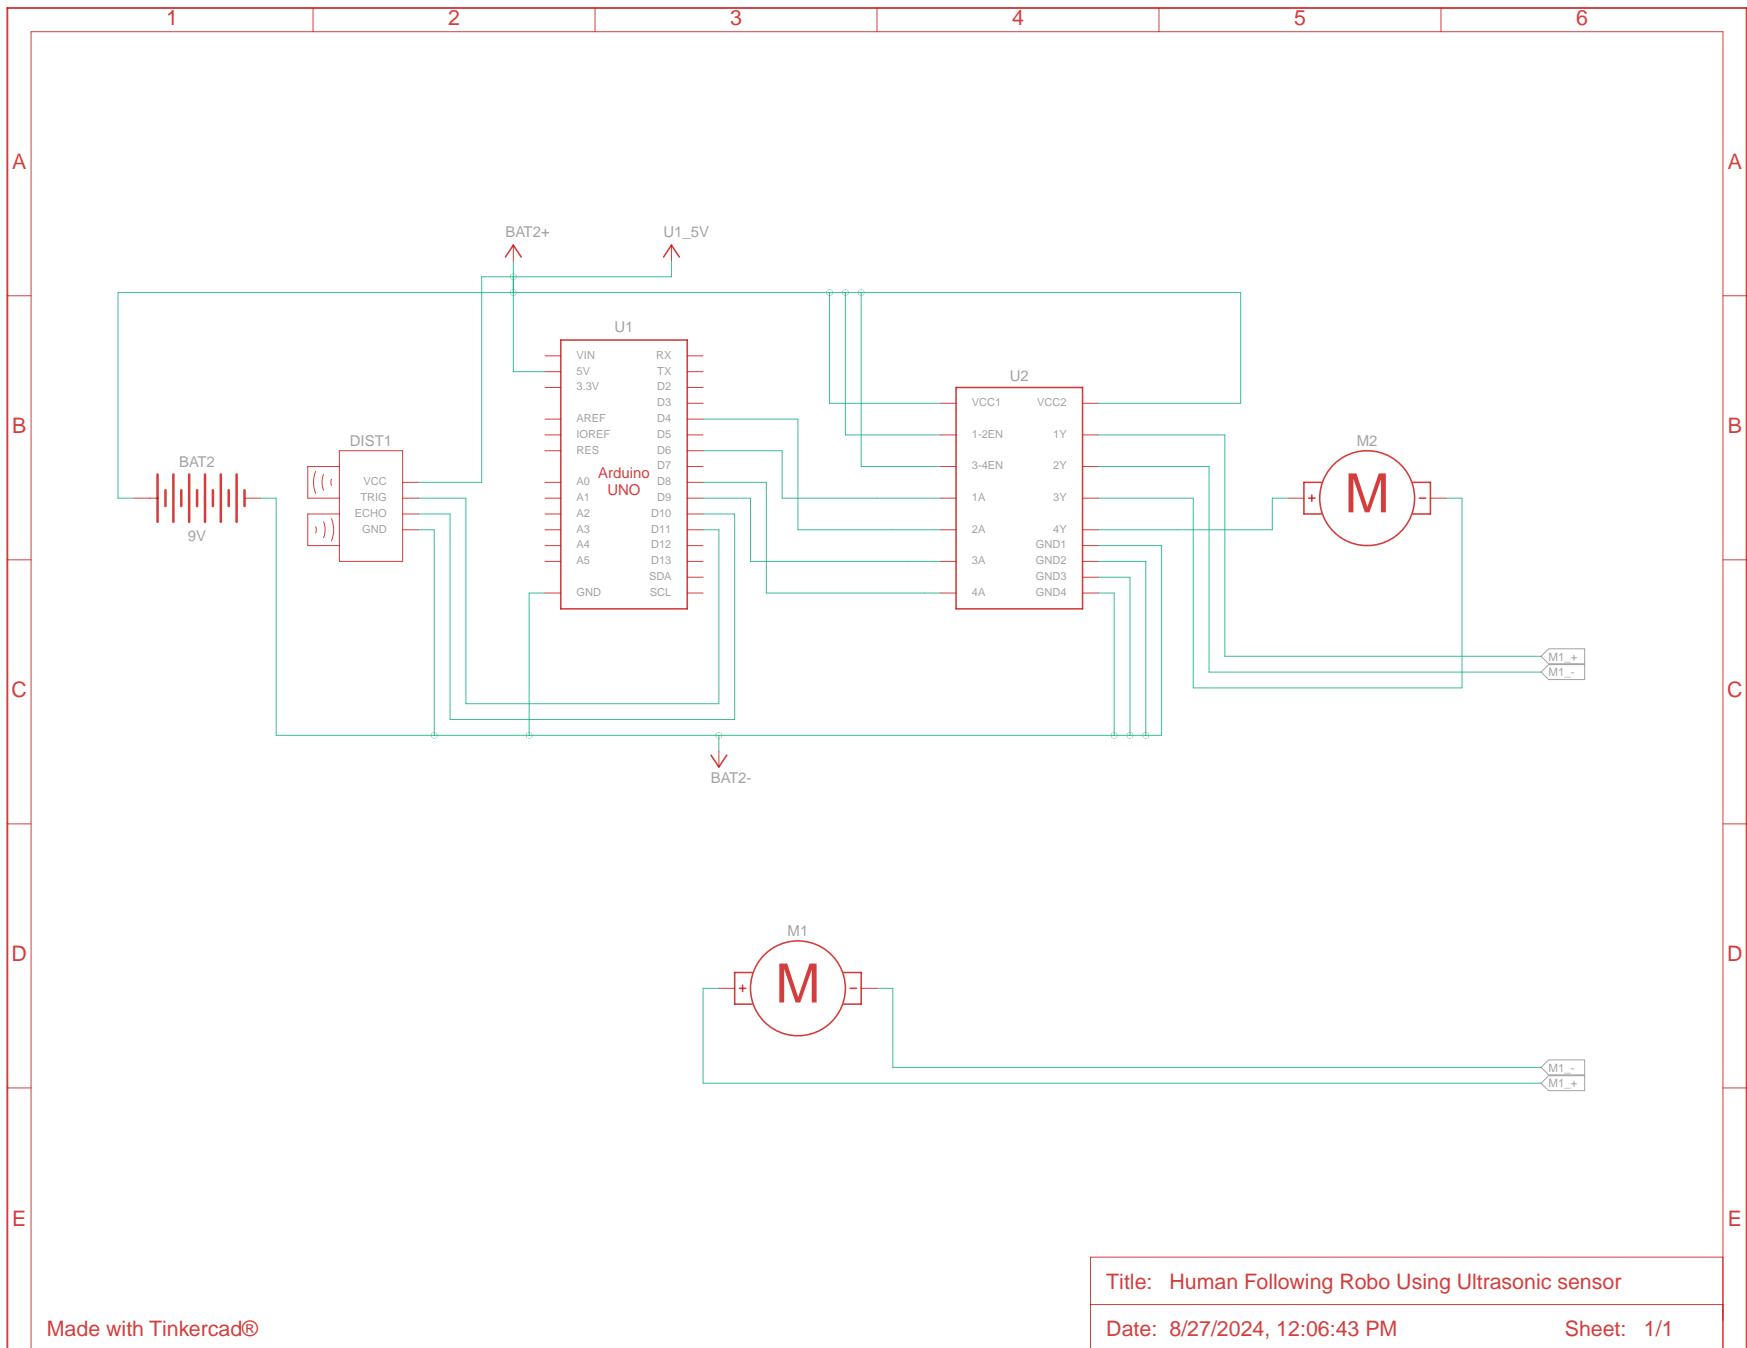 1 2 3 4 5 6
A A
BAT2+ U1_5V
U1
VIN RX
5V TX
3.3V D2
D3
AREF D4
IOREF D5
RES D6
D7
A0 D8
A1 D9
A2 D10
A3 D11
A4 D12
A5 D13
SDA
GND SCL
Arduino
UNO
U2
VCC1 VCC2
1-2EN 1Y
3-4EN 2Y
1A 3Y
2A 4Y
GND1
3A GND2
GND3
4A GND4
B B
DIST1
VCC
TRIG
ECHO
GND
BAT2
9V
M2
+ M -
M1_+
M1_-
C C
BAT2-
D D
M1
+ M -
M1_-
M1_+
E E
Title: Human Following Robo Using Ultrasonic sensor
Made with Tinkercad®
Date: 8/27/2024, 12:06:43 PM Sheet: 1/1